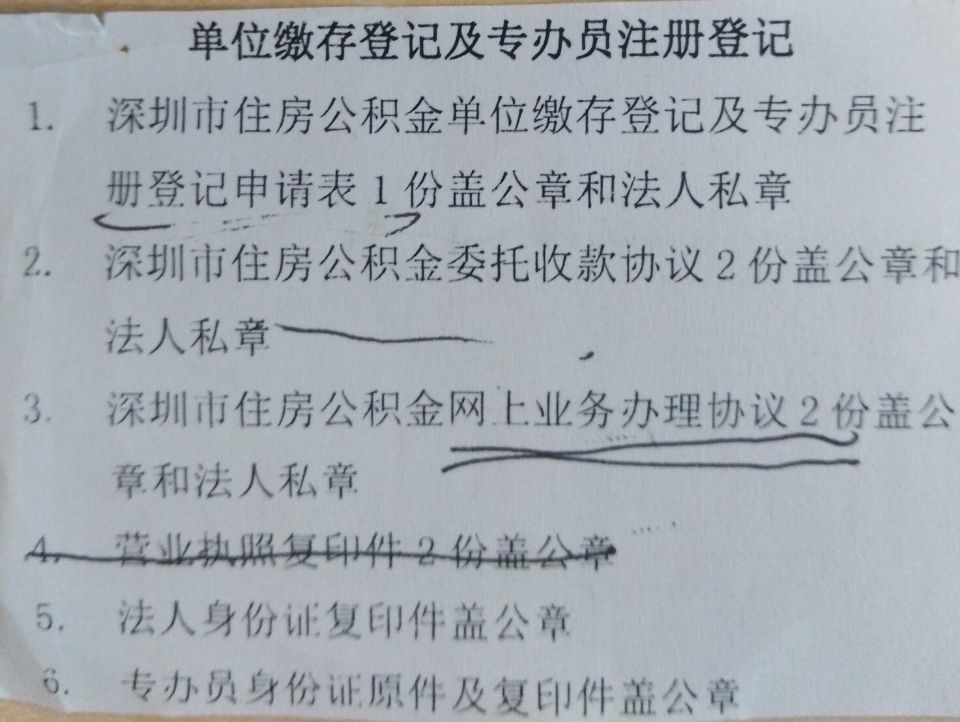 单位缴存登记及专办员注册登记
1. 深圳市住房公积金单位缴存登记及专办员注
册登记申请表1份盖公章和法人私章
2. 深圳市住房公积金委托收款协议2份盖公章和
法人私章
3. 深圳市住房公积金网上业务办理协议2份盖公
章和法人私章
4. 营业执照复印件2份盖公章
5. 法人身份证复印件盖公章
6. 专办员身份证原件及复印件盖公章